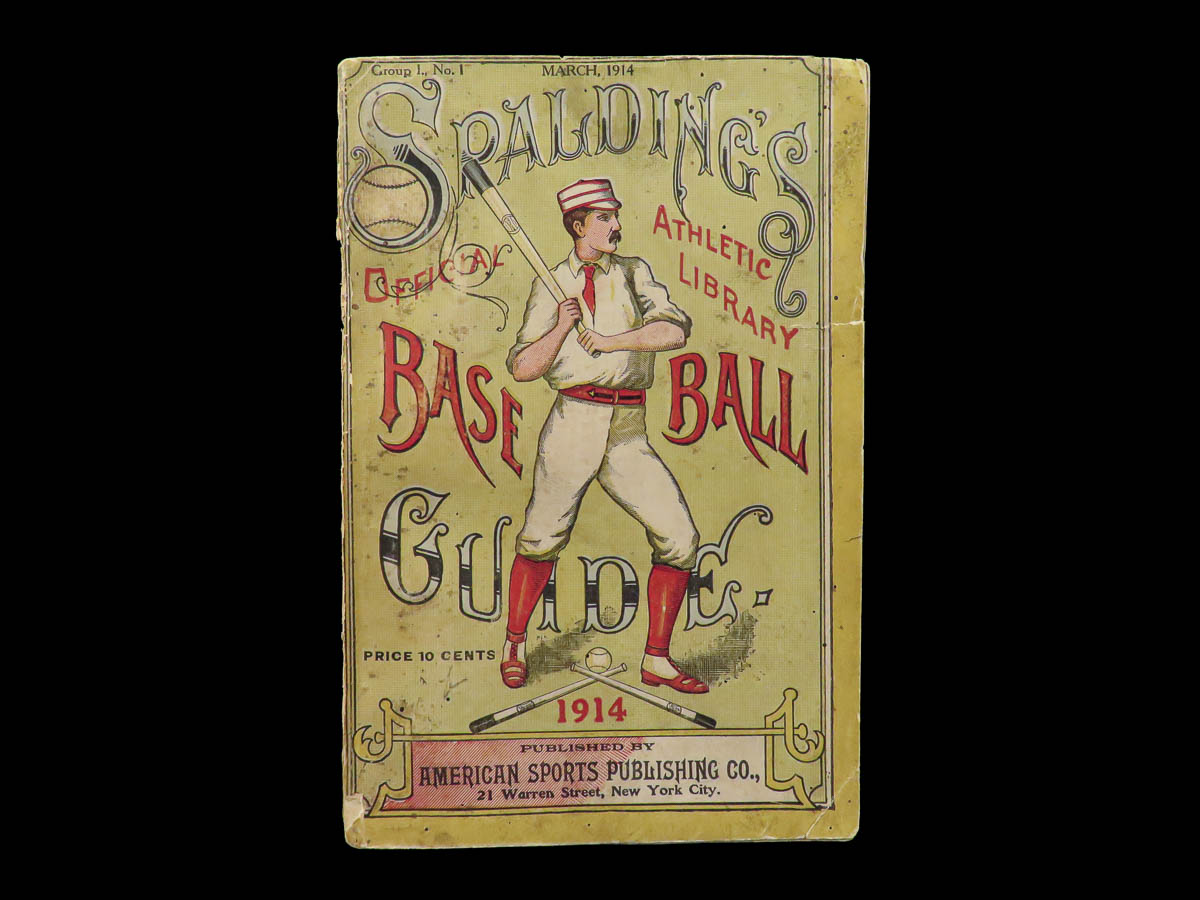 Group I., No. 1
MARCH, 1914
SPALDING'S
OFFICIAL
ATHLETIC
LIBRARY
BASE BALL
GUIDE.
PRICE 10 CENTS
1914
PUBLISHED BY
AMERICAN SPORTS PUBLISHING CO.,
21 Warren Street, New York City.